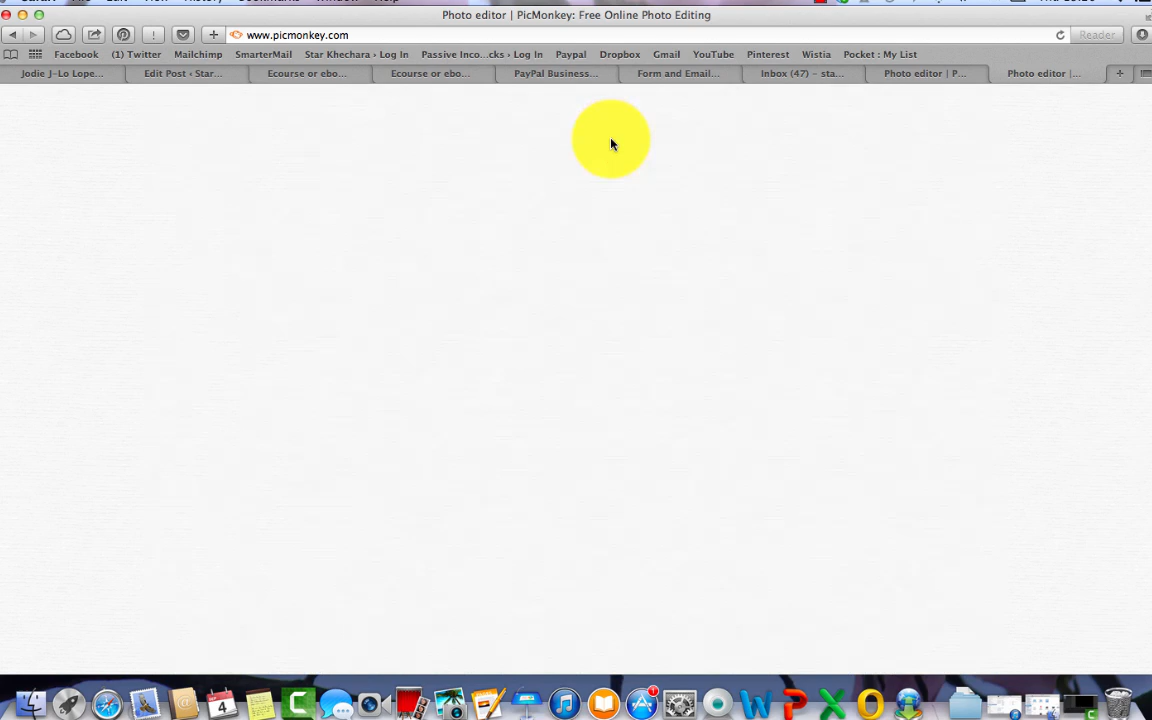 Photo editor | PicMonkey: Free Online Photo Editing
www.picmonkey.com
Reader
Facebook (1) Twitter Mailchimp SmarterMail Star Khechara › Log In Passive Inco...cks › Log In Paypal Dropbox Gmail YouTube Pinterest Wistia Pocket : My List
Jodie J-Lo Lope... Edit Post ‹ Star... Ecourse or ebo... Ecourse or ebo... PayPal Business... Form and Email... Inbox (47) – sta... Photo editor | P... Photo editor |...
4